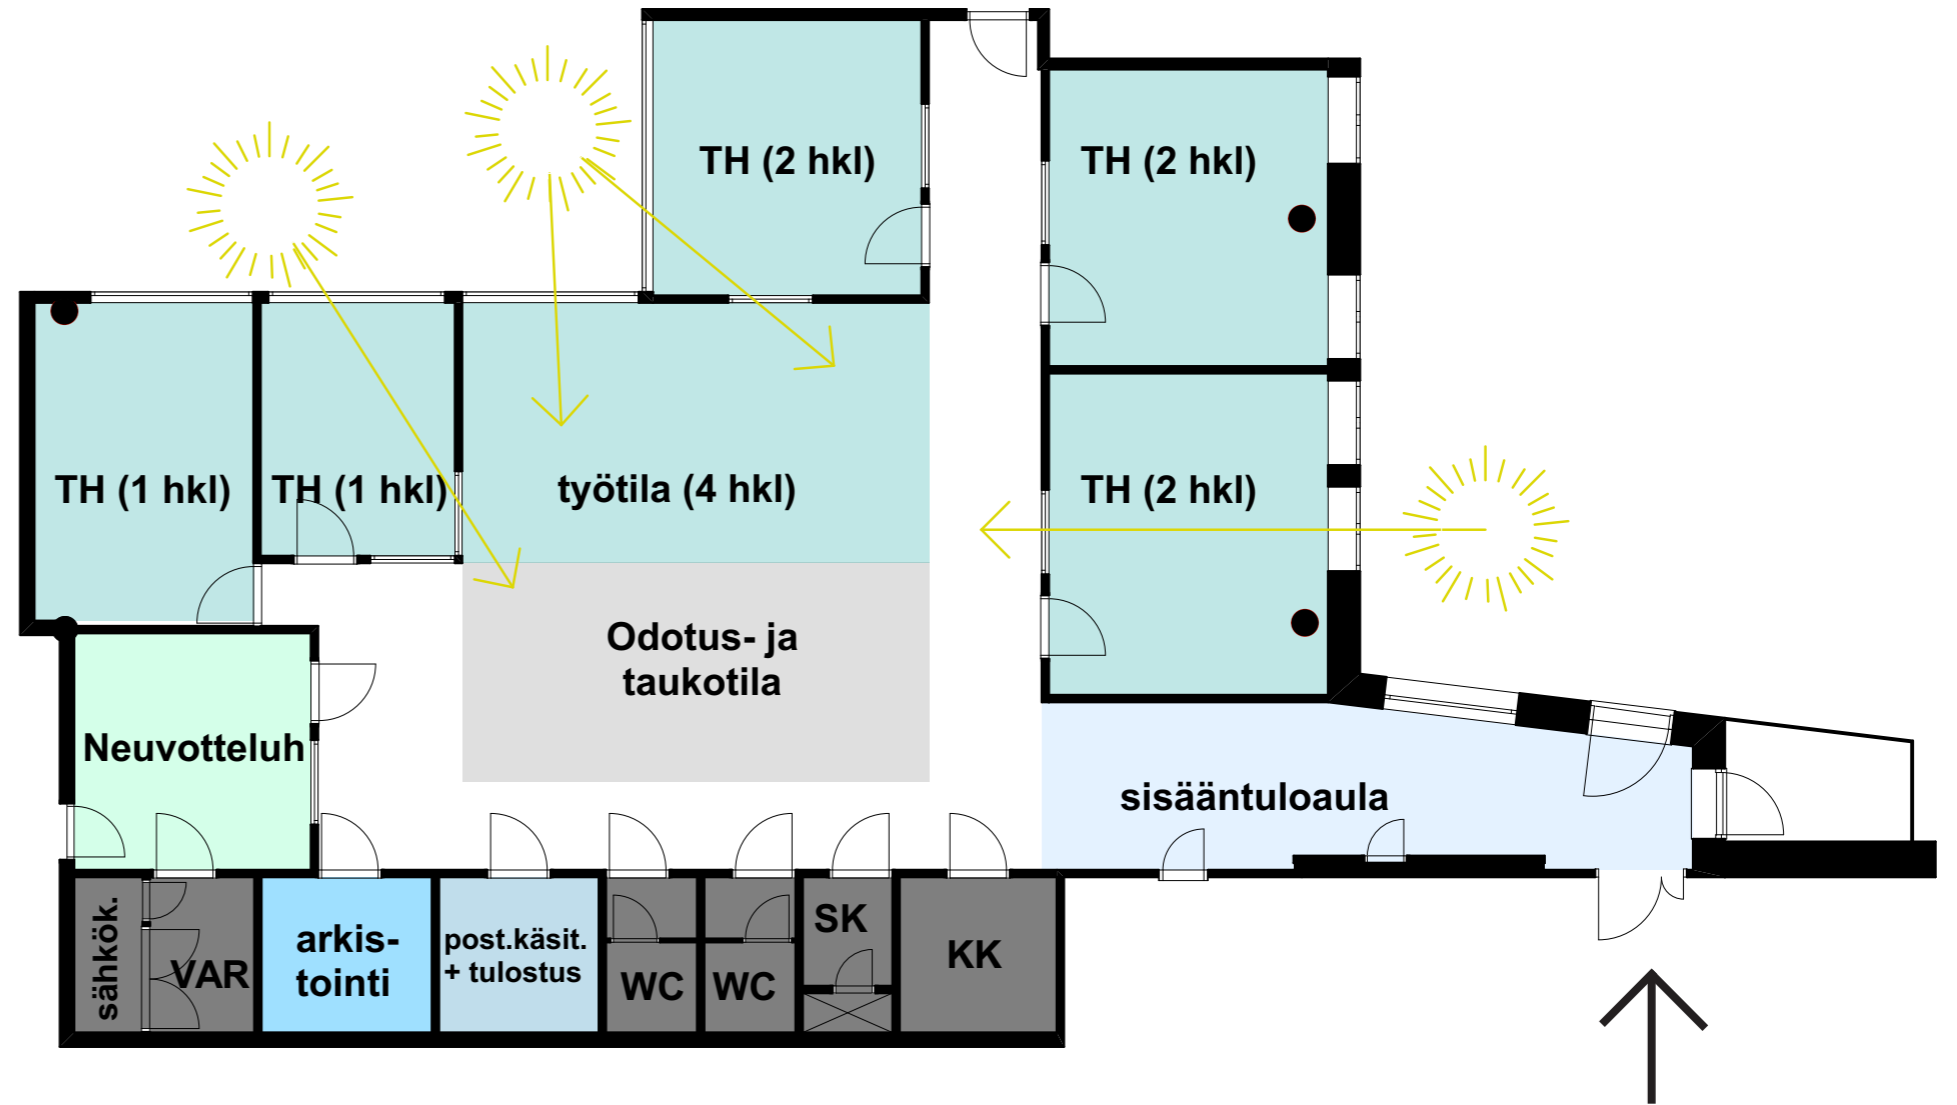 TH (2 hkl)
TH (2 hkl)
TH (1 hkl)
TH (1 hkl)
työtila (4 hkl)
TH (2 hkl)
Odotus- ja
taukotila
Neuvotteluh
sisääntuloaula
sähkök.
VAR
arkis-
tointi
post.käsit.
+ tulostus
WC
WC
SK
KK